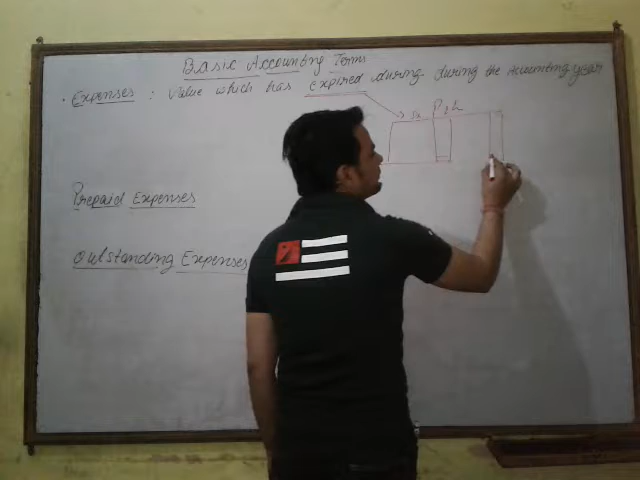 Basic Accounting Terms
• Expenses : Value which has expired during during the Accounting year
Prepaid Expenses
Outstanding Expenses